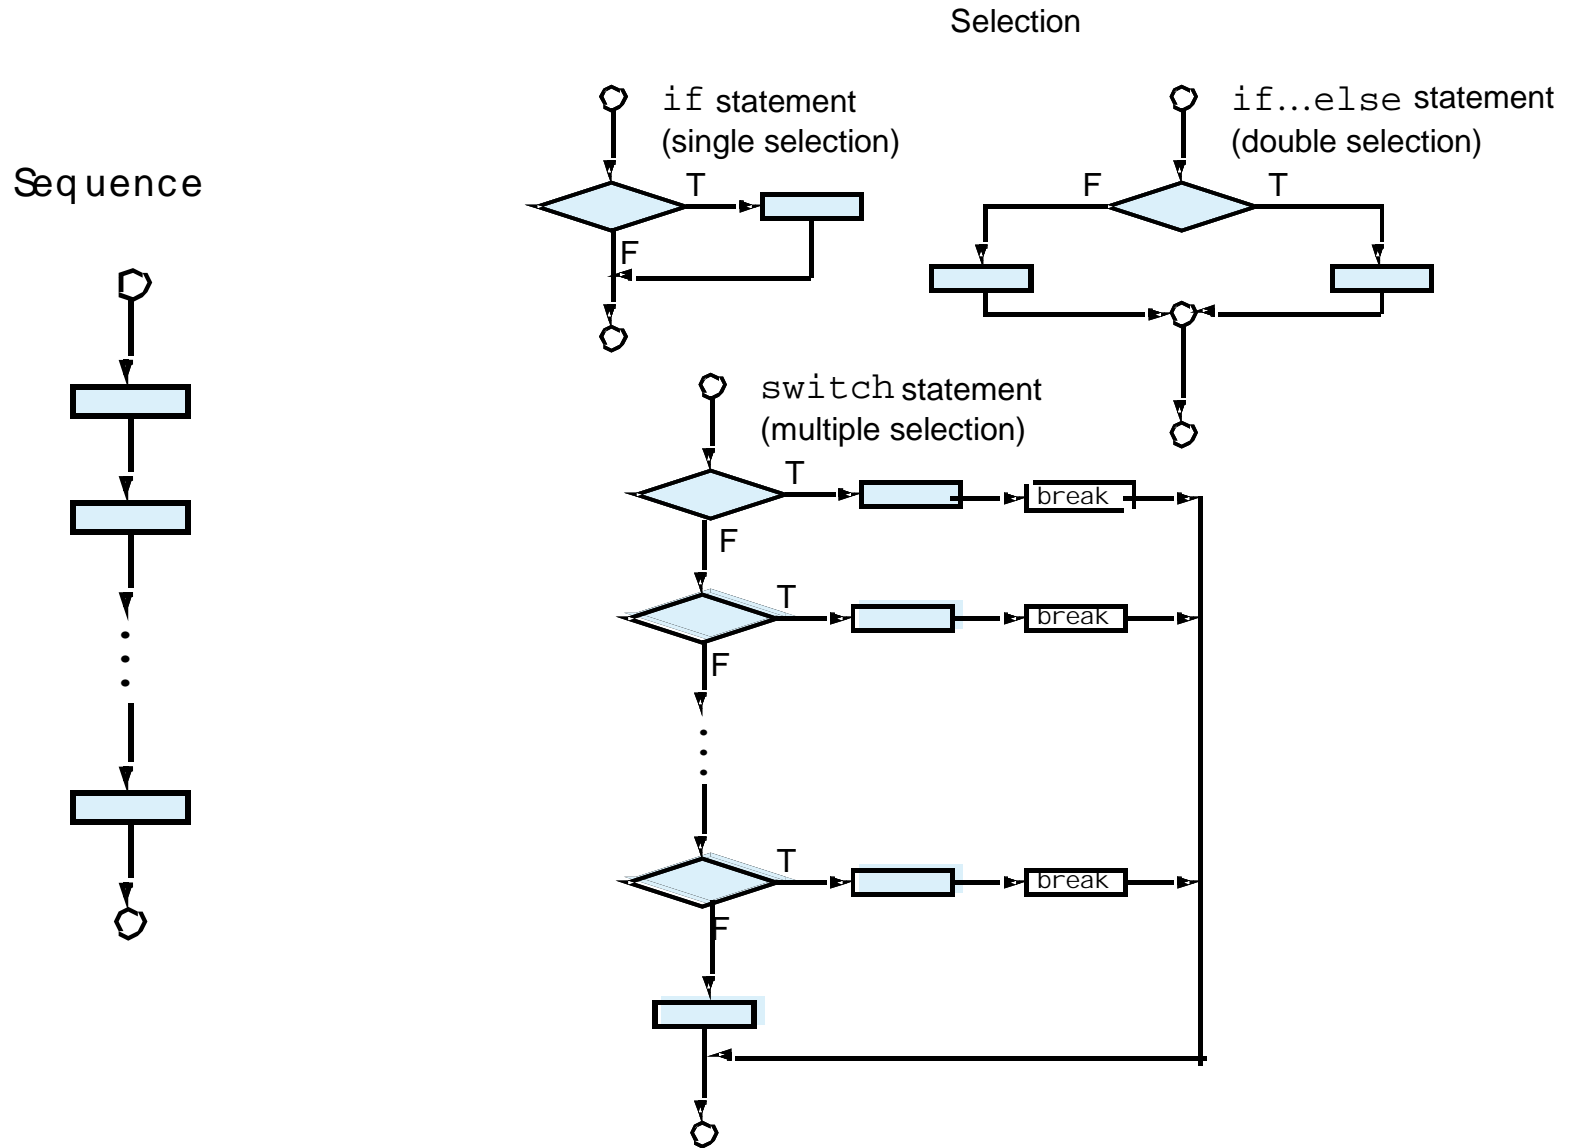 Selection
Sequence
if statement
(single selection)
T
F
if...else statement
(double selection)
F
T
switch statement
(multiple selection)
T
break
F
T
break
F
T
break
F